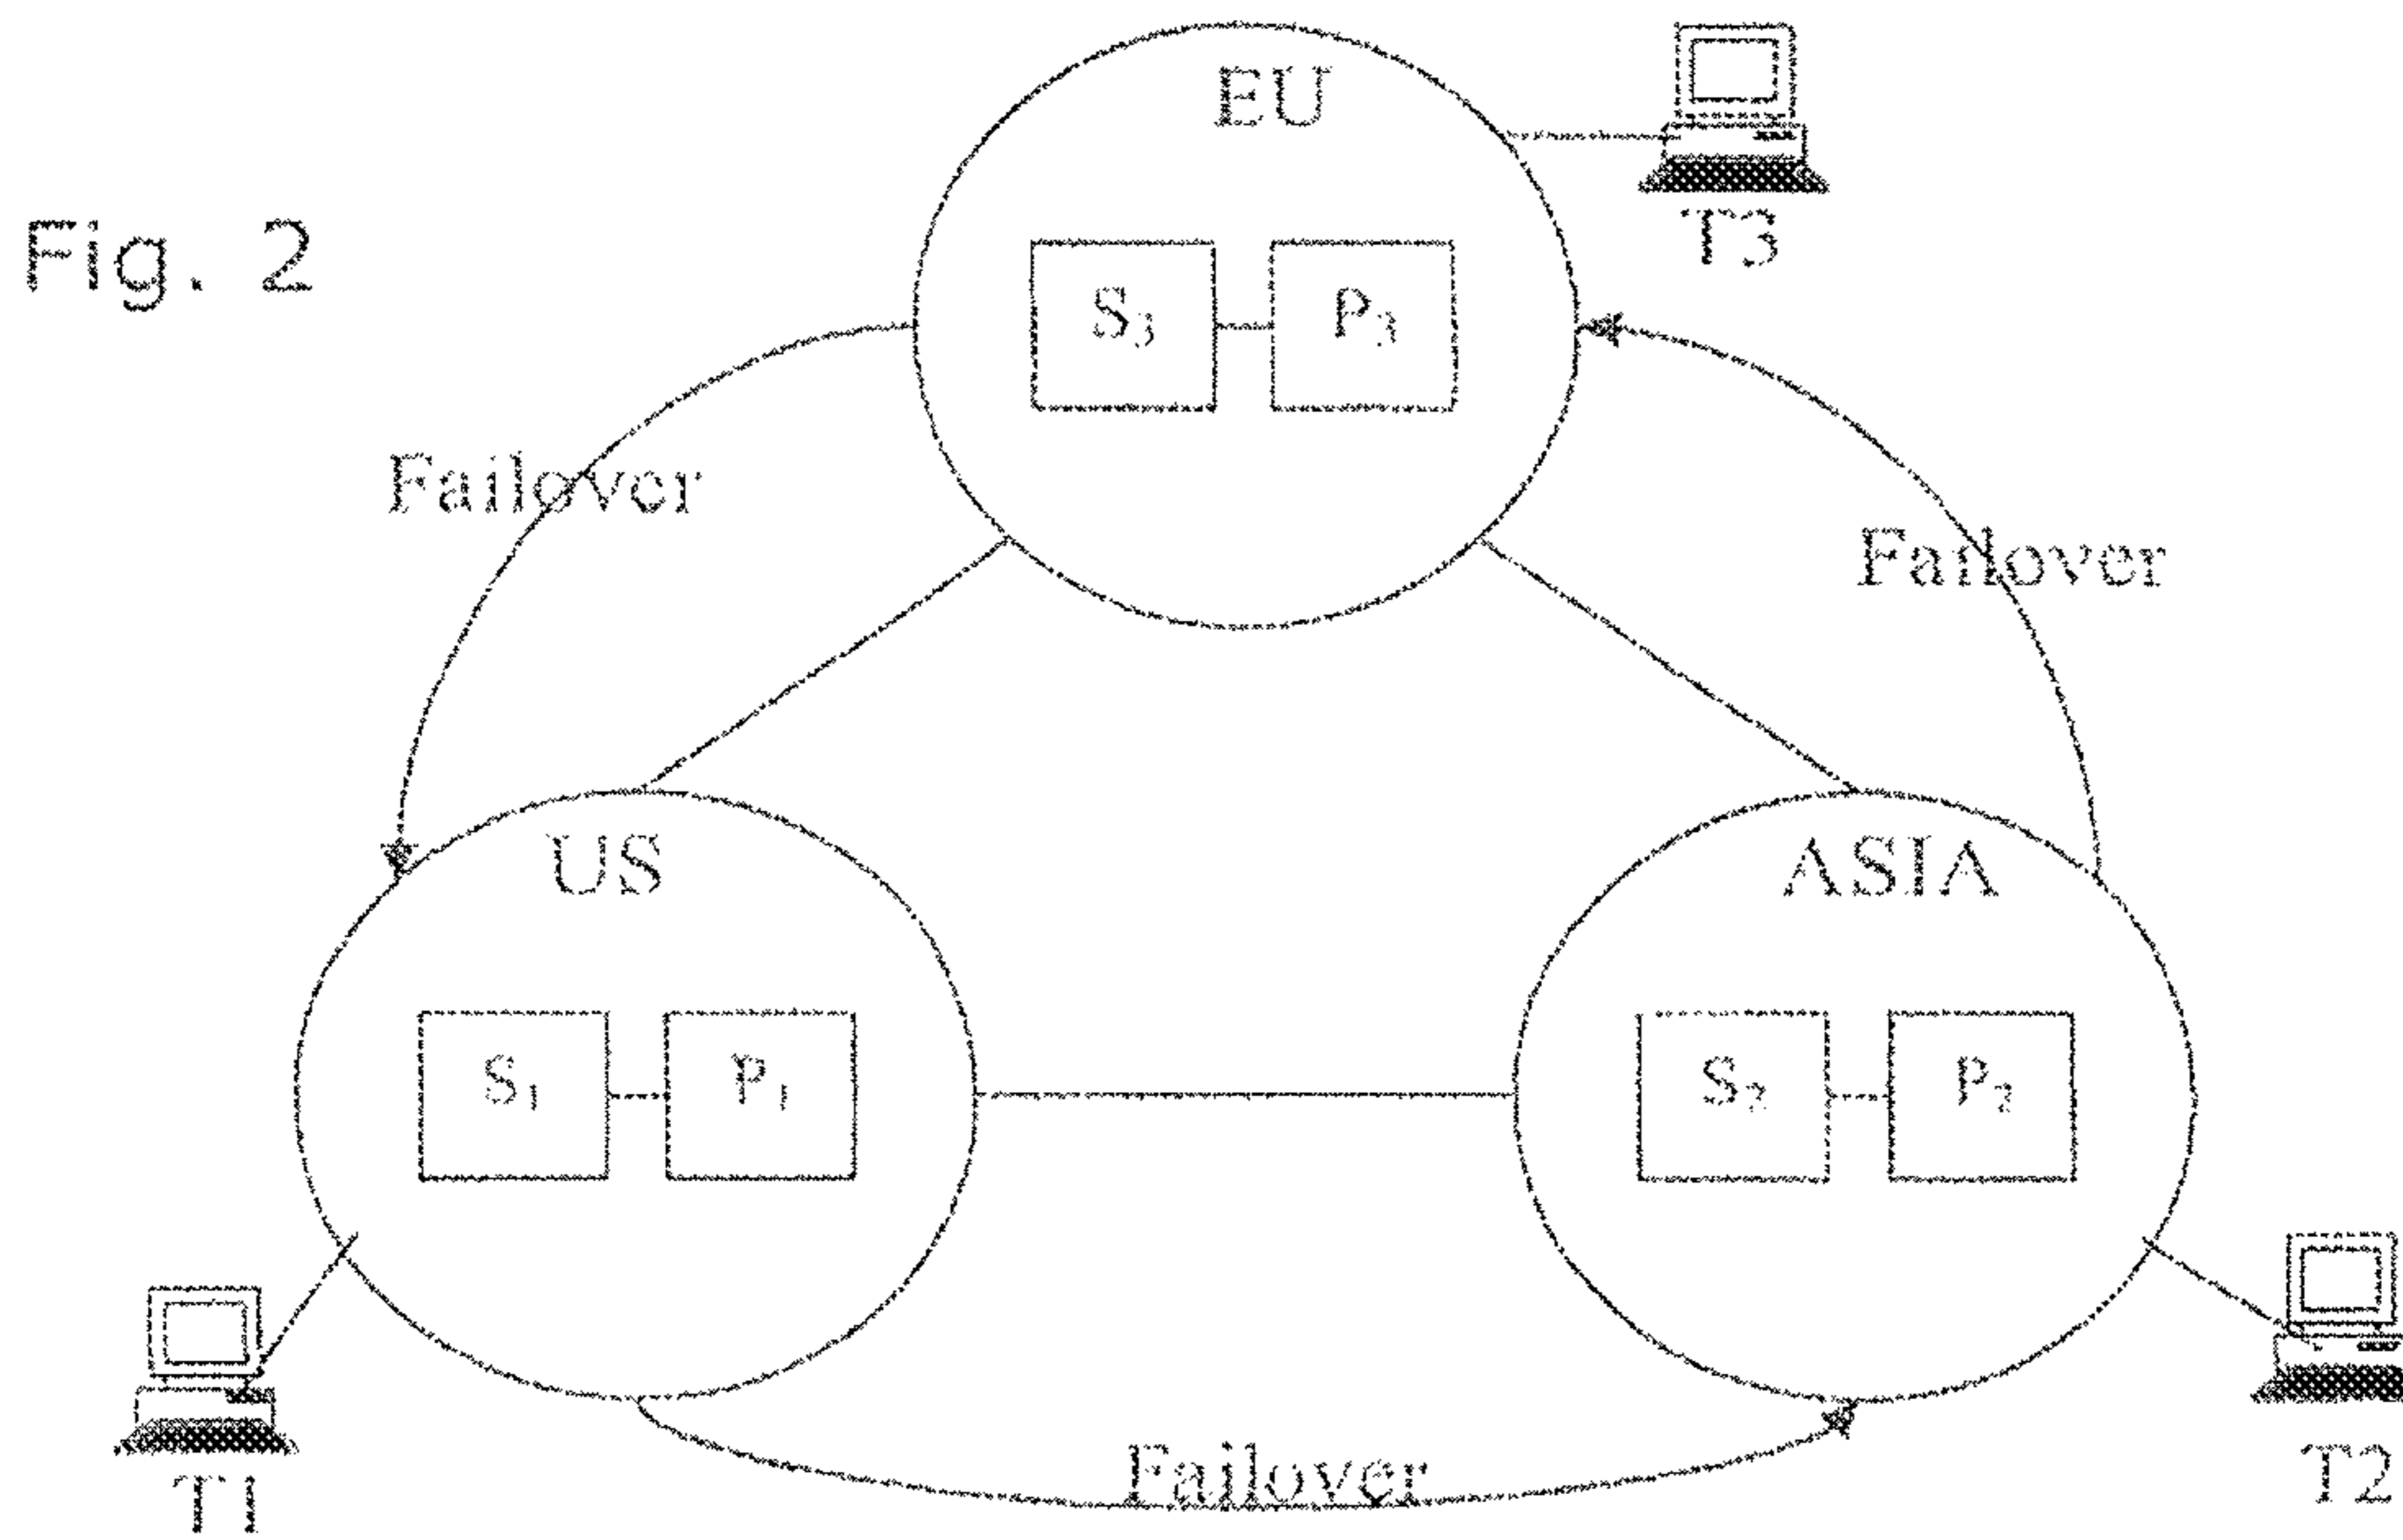 EU
T3
Fig. 2
S3 P3
Failover
Failover
US
ASIA
S1 P1
S2 P2
Failover
T1
T2